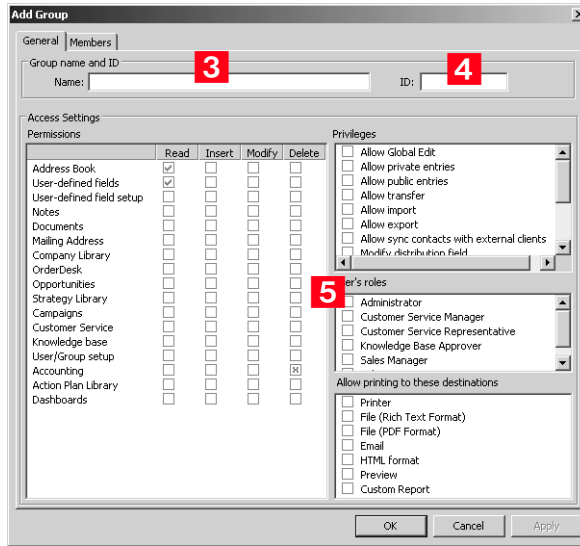 Add Group
General Members
Group name and ID
3
4
Name:
ID:
Access Settings
Permissions
Read Insert Modify Delete
Address Book
User-defined fields
User-defined field setup
Notes
Documents
Mailing Address
Company Library
OrderDesk
Opportunities
Strategy Library
Campaigns
Customer Service
Knowledge base
User/Group setup
Accounting
Action Plan Library
Dashboards
Privileges
Allow Global Edit
Allow private entries
Allow public entries
Allow transfer
Allow import
Allow export
Allow sync contacts with external clients
Modify distribution field
5
er's roles
Administrator
Customer Service Manager
Customer Service Representative
Knowledge Base Approver
Sales Manager
Allow printing to these destinations
Printer
File (Rich Text Format)
File (PDF Format)
Email
HTML format
Preview
Custom Report
OK Cancel Apply